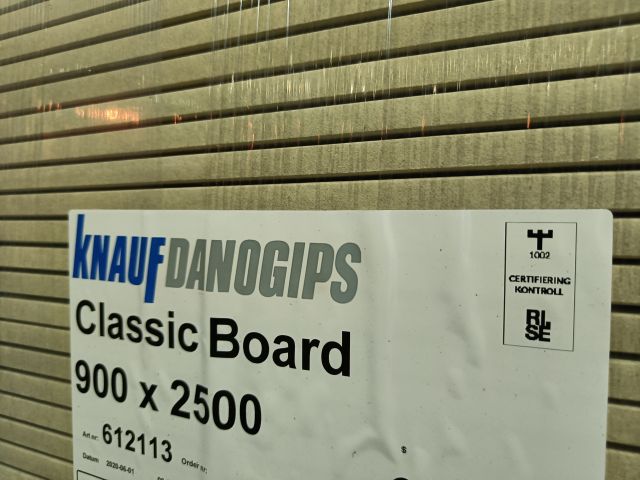 KNAUF DANOGIPS
Classic Board
900 x 2500
Art nr: 612113 Order nr:
Datum 2020-06-01
1002
CERTIFIERING
KONTROLL
RI.
SE